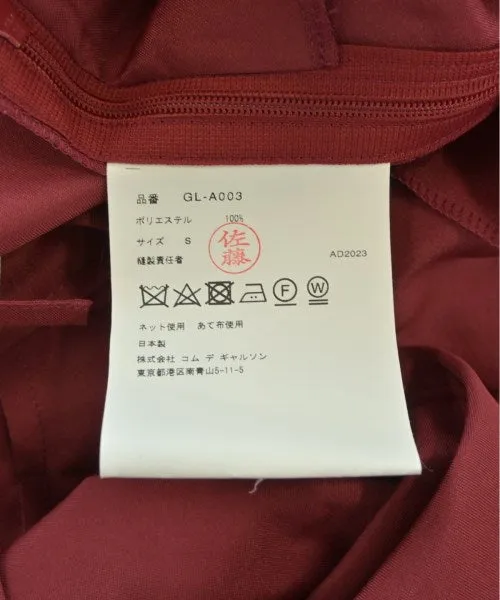 品番 GL-A003
ポリエステル 100%
サイズ S
佐藤
縫製責任者
AD2023
F W
ネット使用 あて布使用
日本製
株式会社 コム デ ギャルソン
東京都港区南青山5-11-5